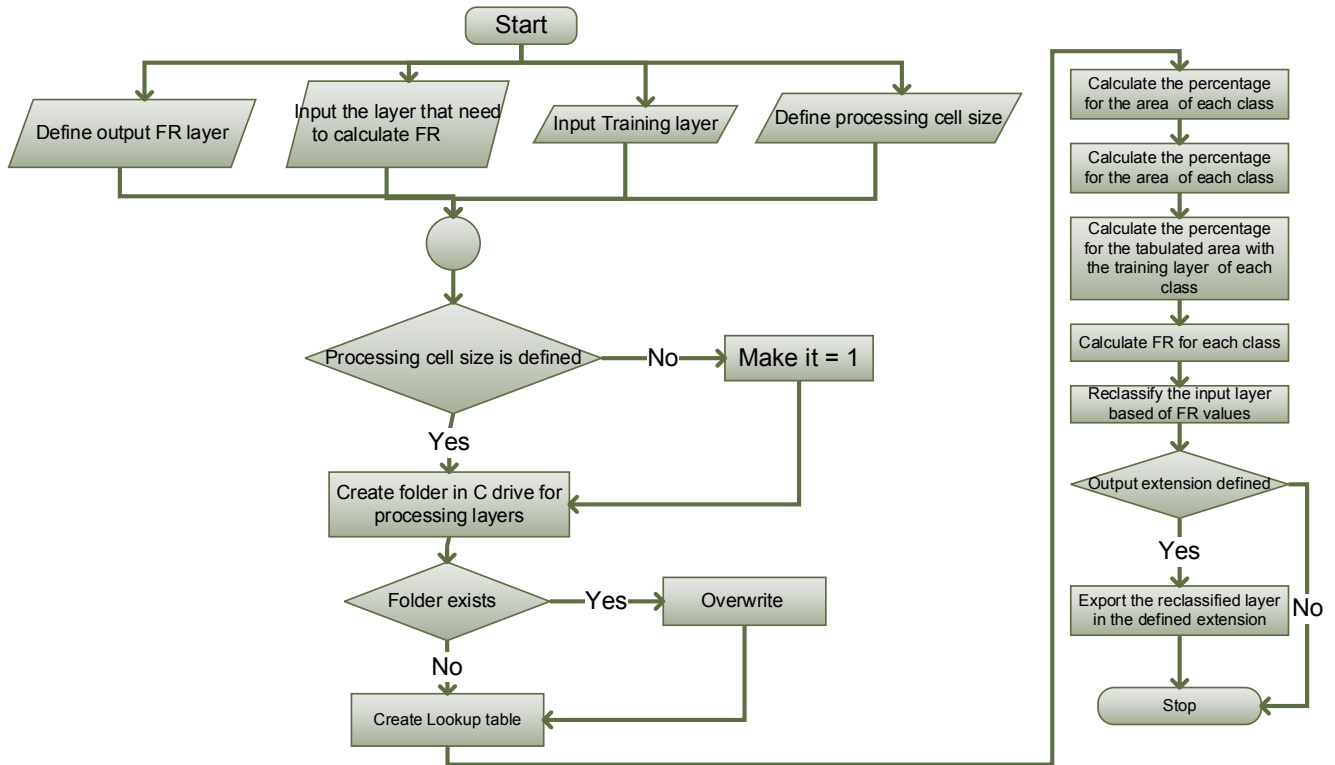 Start
Define output FR layer
Input the layer that need
to calculate FR
Input Training layer
Define processing cell size
Processing cell size is defined
No
Make it = 1
Yes
Create folder in C drive for
processing layers
Folder exists
Yes
Overwrite
No
Create Lookup table
Calculate the percentage
for the area of each class
Calculate the percentage
for the area of each class
Calculate the percentage
for the tabulated area with
the training layer of each
class
Calculate FR for each class
Reclassify the input layer
based of FR values
Output extension defined
Yes
No
Export the reclassified layer
in the defined extension
Stop